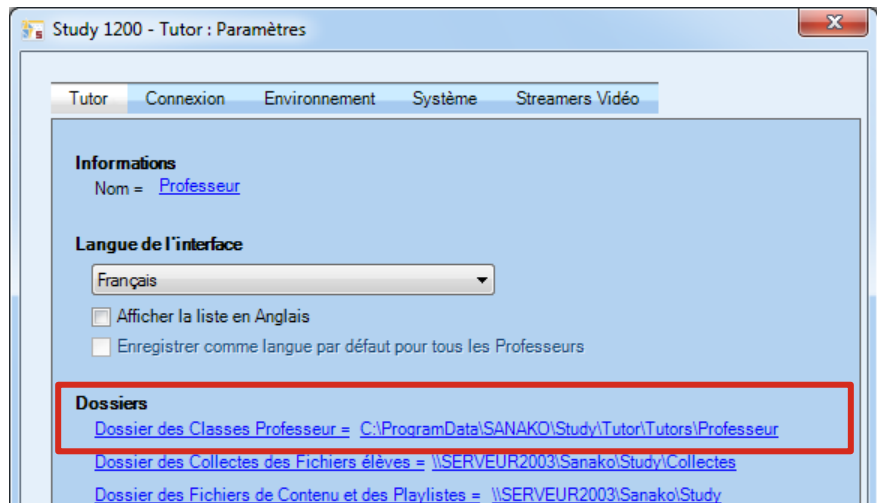 Study 1200 - Tutor : Paramètres
Tutor Connexion Environnement Système Streamers Vidéo
Informations
Nom = Professeur
Langue de l'interface
Français
Afficher la liste en Anglais
Enregistrer comme langue par défaut pour tous les Professeurs
Dossiers
Dossier des Classes Professeur = C:\ProgramData\SANAKO\Study\Tutor\Tutors\Professeur
Dossier des Collectes des Fichiers élèves = \\SERVEUR2003\Sanako\Study\Collectes
Dossier des Fichiers de Contenu et des Playlistes = \\SERVEUR2003\Sanako\Study